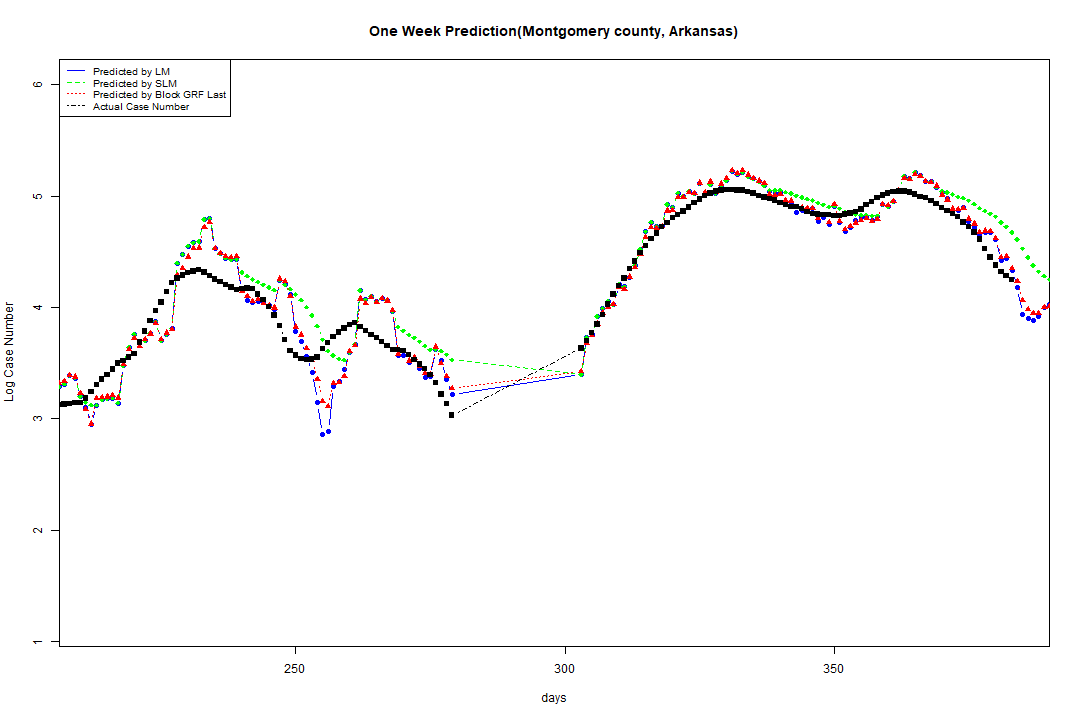 One Week Prediction(Montgomery county, Arkansas)
Predicted by LM
Predicted by SLM
Predicted by Block GRF Last
Actual Case Number
6
5
4
3
2
1
Log Case Number
250 300 350
days